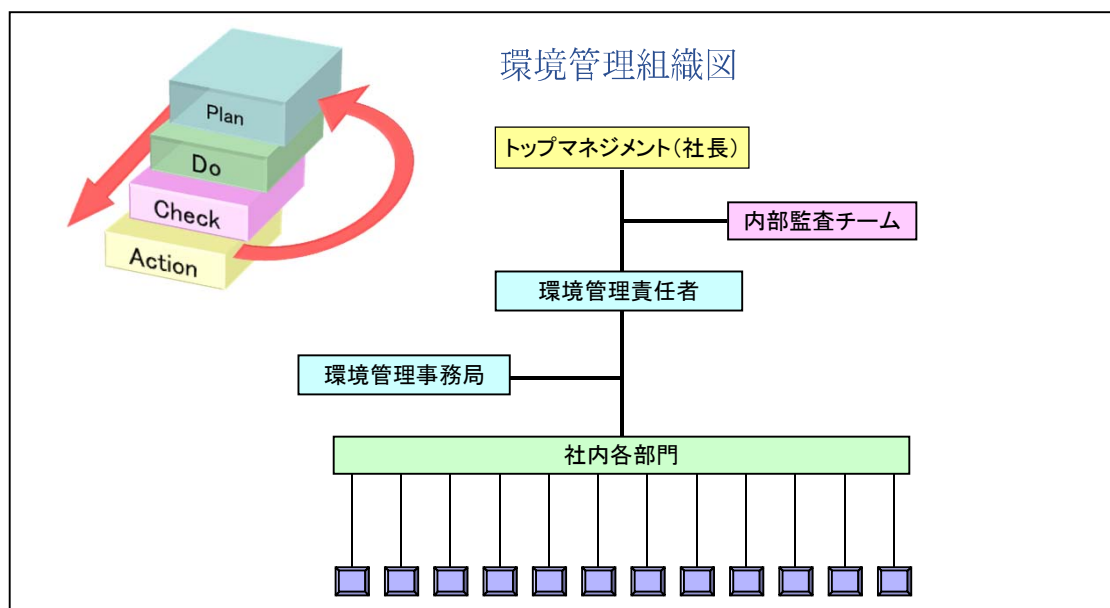 環境管理組織図
Plan
Do
Check
Action
トップマネジメント(社長)
内部監査チーム
環境管理責任者
環境管理事務局
社内各部門